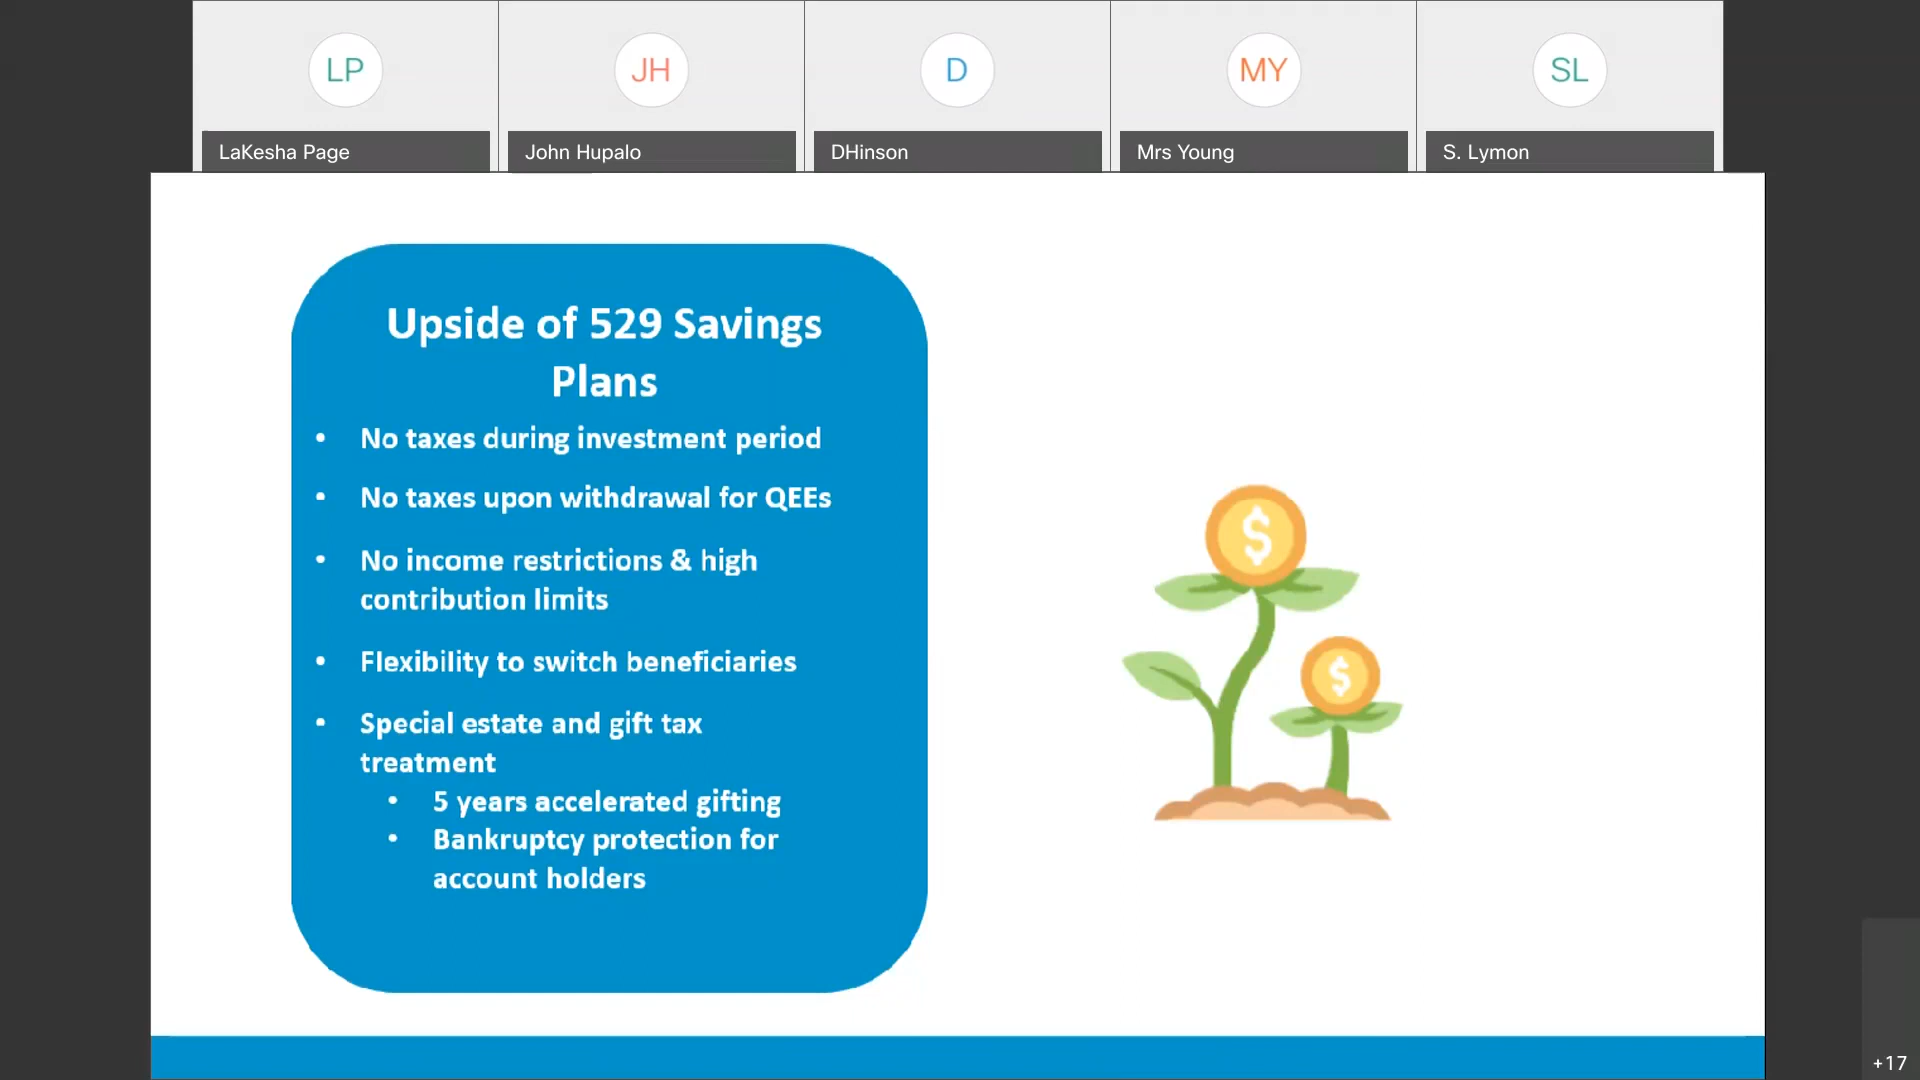 LP
JH
D
MY
SL
LaKesha Page
John Hupalo
DHinson
Mrs Young
S. Lymon
Upside of 529 Savings
Plans
• No taxes during investment period
• No taxes upon withdrawal for QEEs
• No income restrictions & high
contribution limits
• Flexibility to switch beneficiaries
• Special estate and gift tax
treatment
• 5 years accelerated gifting
• Bankruptcy protection for
account holders
$
$
+17